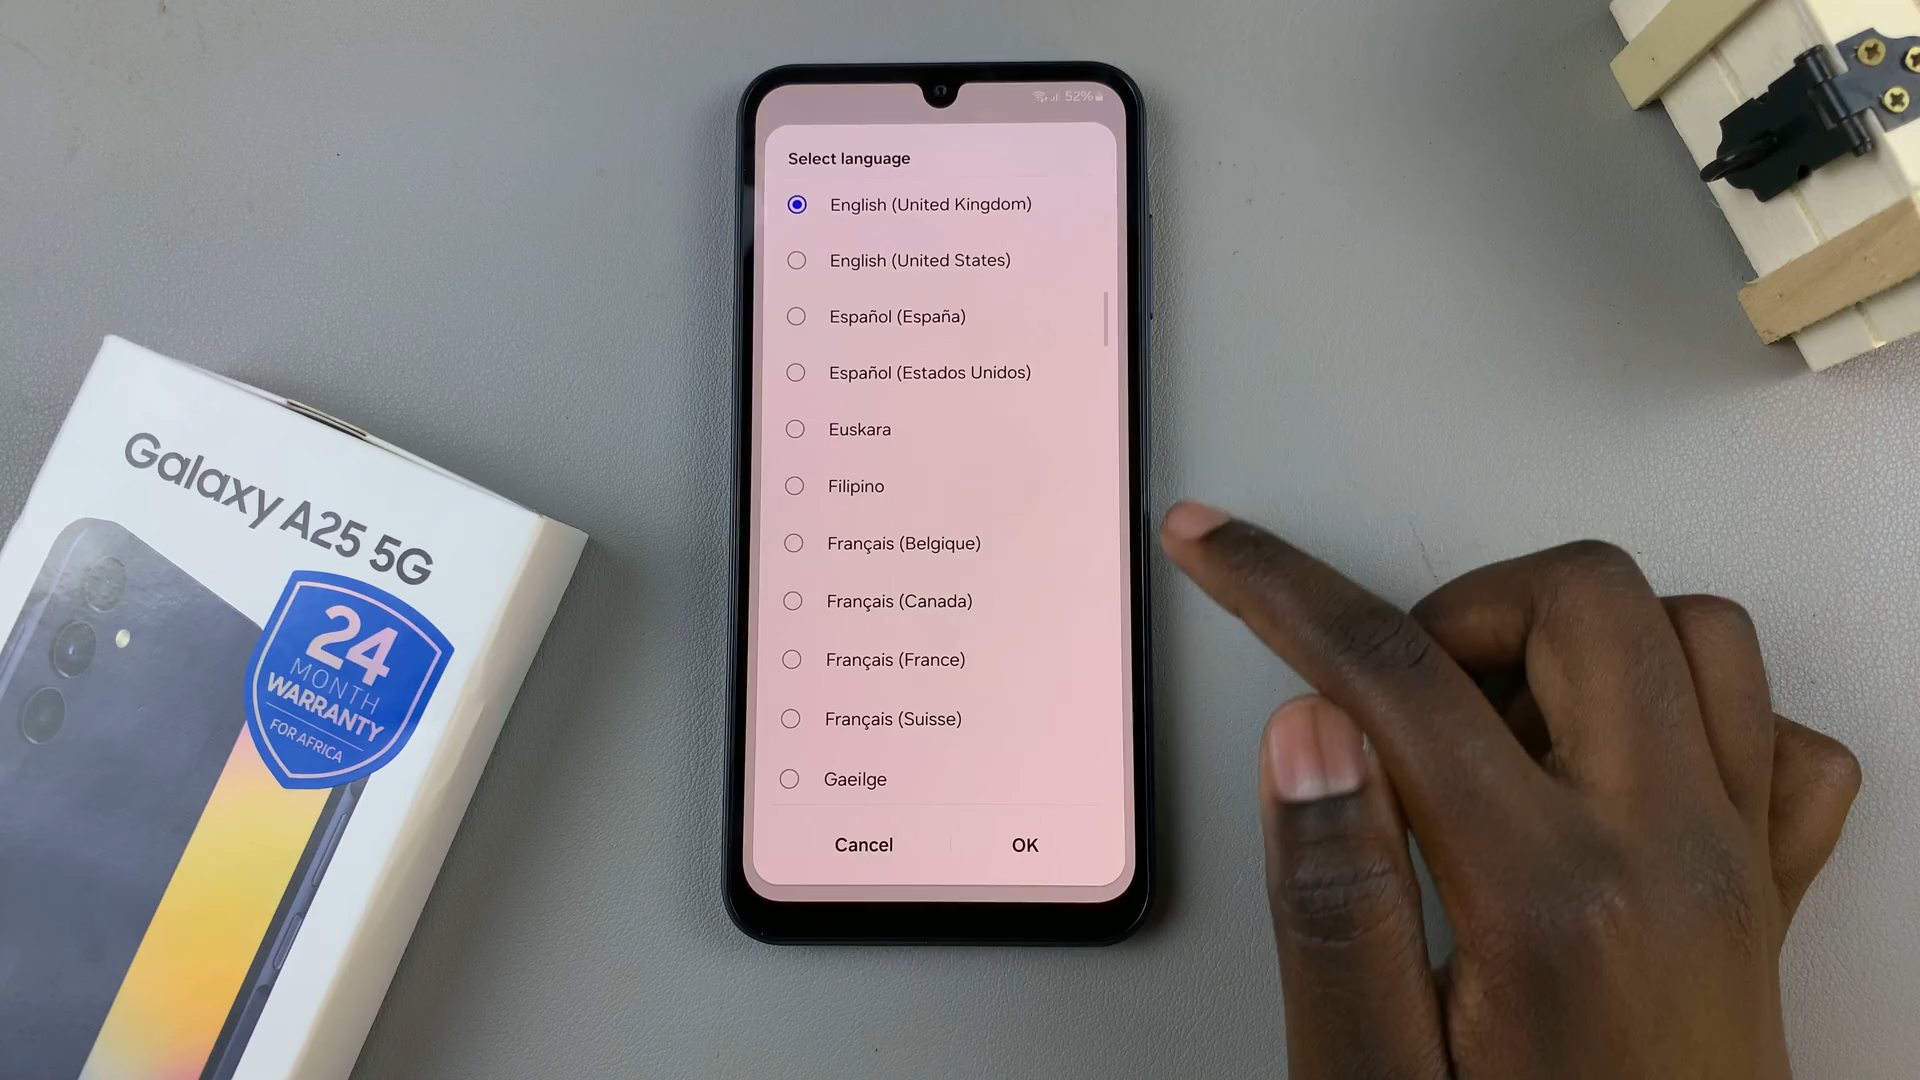 52%
Select language
English (United Kingdom)
English (United States)
Español (España)
Español (Estados Unidos)
Euskara
Filipino
Français (Belgique)
Français (Canada)
Français (France)
Français (Suisse)
Gaeilge
Cancel
OK
Galaxy A25 5G
24
MONTH
WARRANTY
FOR AFRICA